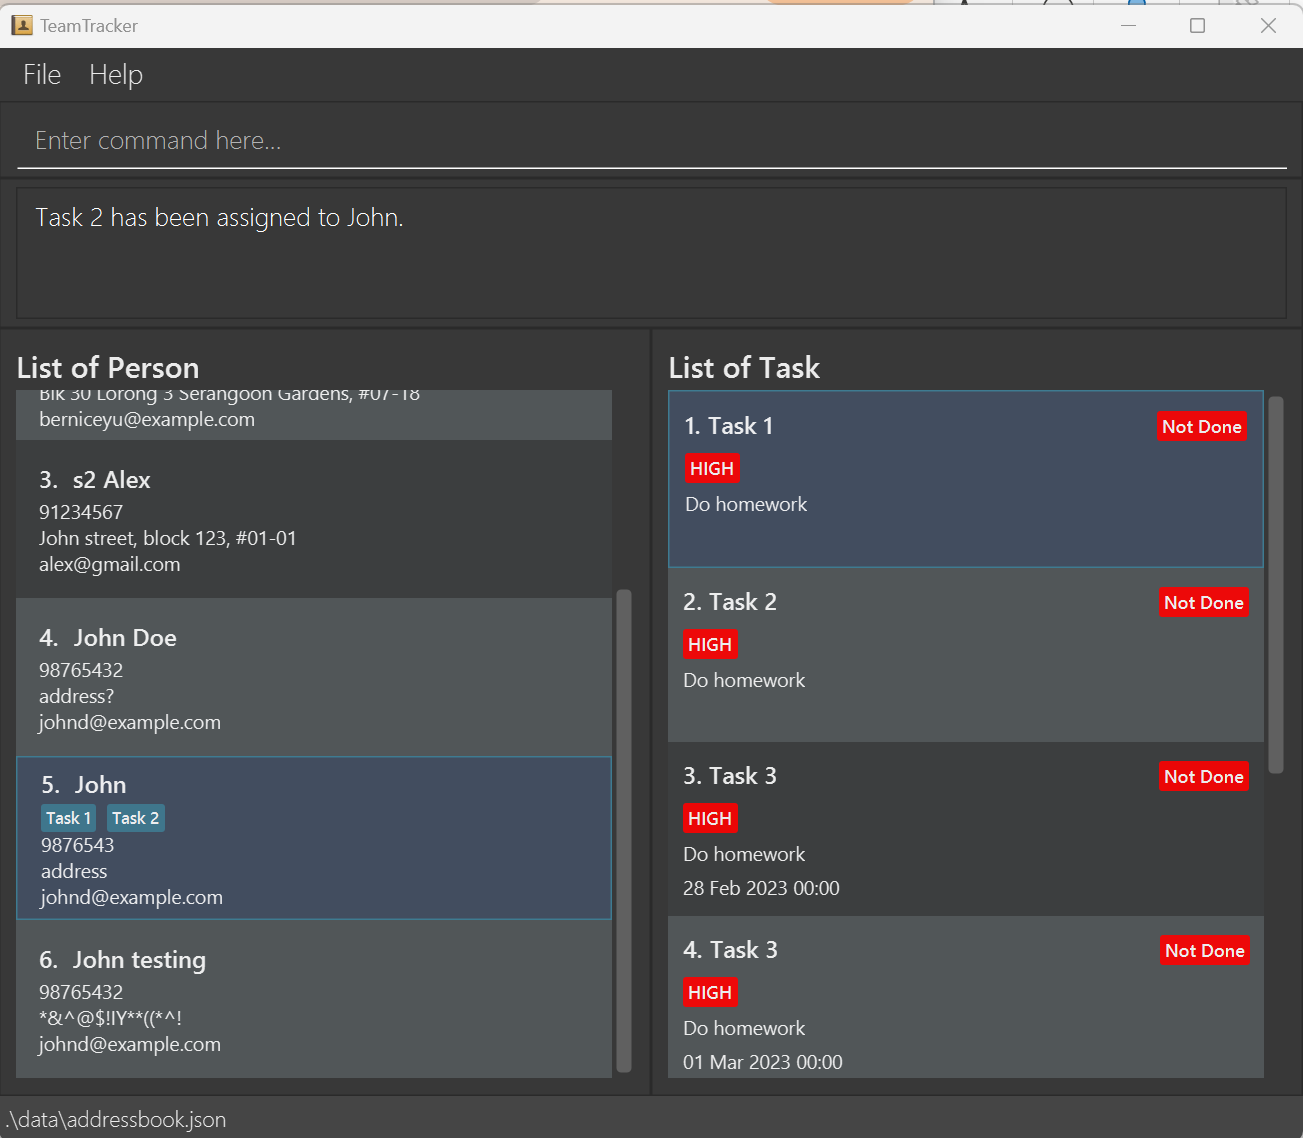 TeamTracker
File Help
Enter command here...
Task 2 has been assigned to John.
List of Person
Blk 30 Lorong 3 Serangoon Gardens, #07-18
berniceyu@example.com
3. s2 Alex
91234567
John street, block 123, #01-01
alex@gmail.com
4. John Doe
98765432
address?
johnd@example.com
5. John
Task 1 Task 2
9876543
address
johnd@example.com
6. John testing
98765432
*&^@$!IY**((*^!
johnd@example.com
List of Task
1. Task 1 Not Done
HIGH
Do homework
2. Task 2 Not Done
HIGH
Do homework
3. Task 3 Not Done
HIGH
Do homework
28 Feb 2023 00:00
4. Task 3 Not Done
HIGH
Do homework
01 Mar 2023 00:00
.\data\addressbook.json